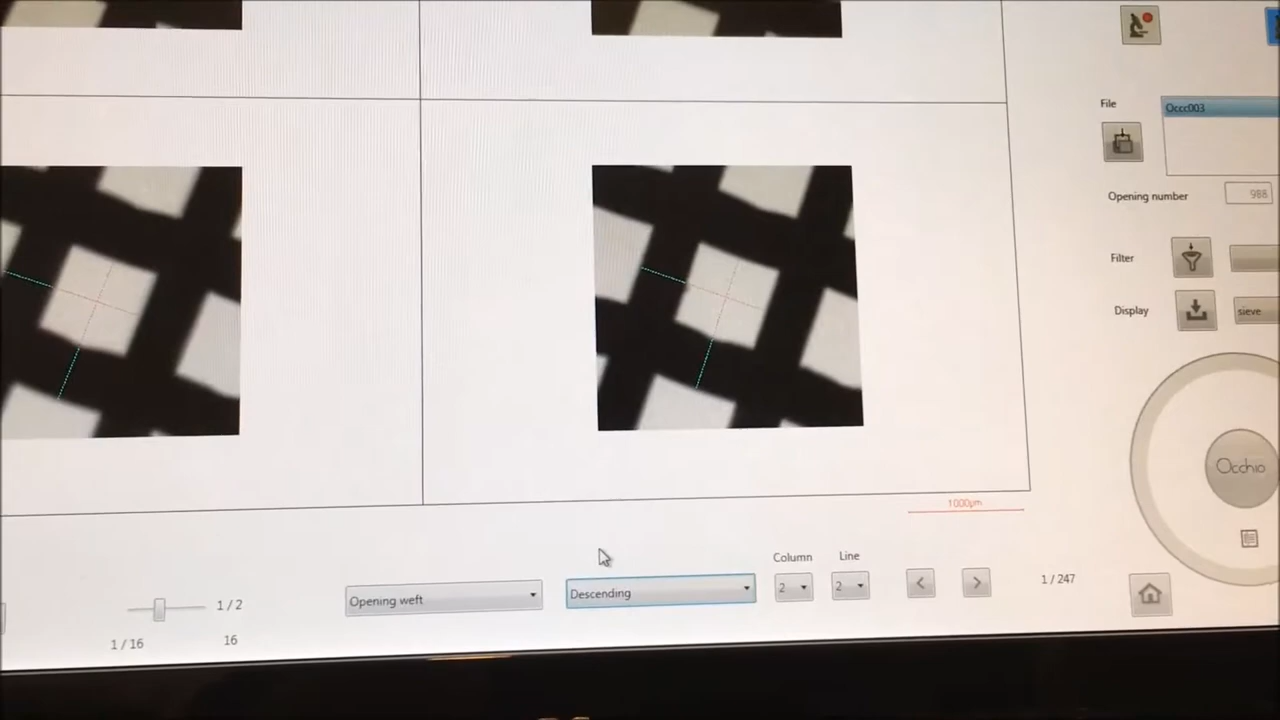 File
Occc003
Opening number
988
Filter
Display
sieve
Occhio
1000µm
Column
Line
1 / 2
Opening weft
Descending
2
2
<
>
1 / 247
1 / 16
16